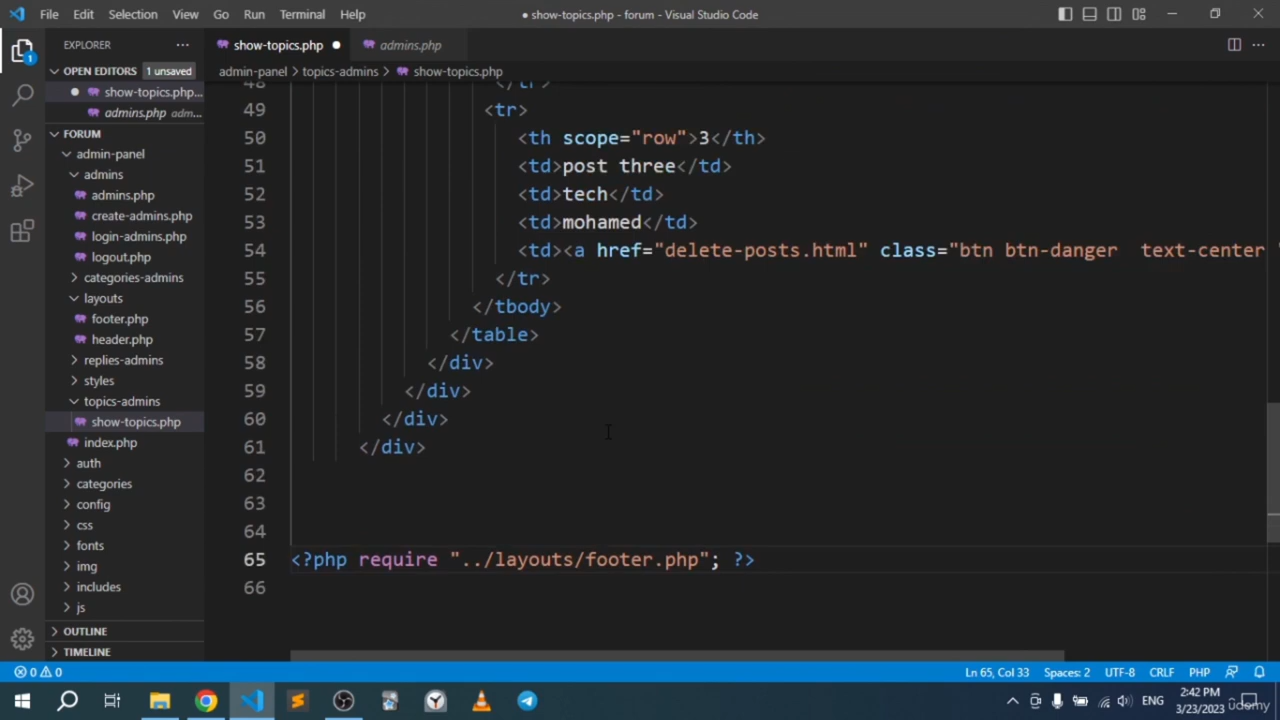 File Edit Selection View Go Run Terminal Help
● show-topics.php - forum - Visual Studio Code
EXPLORER
show-topics.php
admins.php
OPEN EDITORS 1 unsaved
admin-panel > topics-admins > show-topics.php
show-topics.php...
admins.php adm...
FORUM
admin-panel
admins
admins.php
create-admins.php
login-admins.php
logout.php
categories-admins
layouts
footer.php
header.php
replies-admins
styles
topics-admins
show-topics.php
index.php
auth
categories
config
css
fonts
img
includes
js
OUTLINE
TIMELINE
48 </tr>
49 <tr>
50 <th scope="row">3</th>
51 <td>post three</td>
52 <td>tech</td>
53 <td>mohamed</td>
54 <td><a href="delete-posts.html" class="btn btn-danger  text-center
55 </tr>
56 </tbody>
57 </table>
58 </div>
59 </div>
60 </div>
61 </div>
62
63
64
65 <?php require "../layouts/footer.php"; ?>
66
0 0
Ln 65, Col 33 Spaces: 2 UTF-8 CRLF PHP
ENG
2:42 PM
3/23/2023
udemy